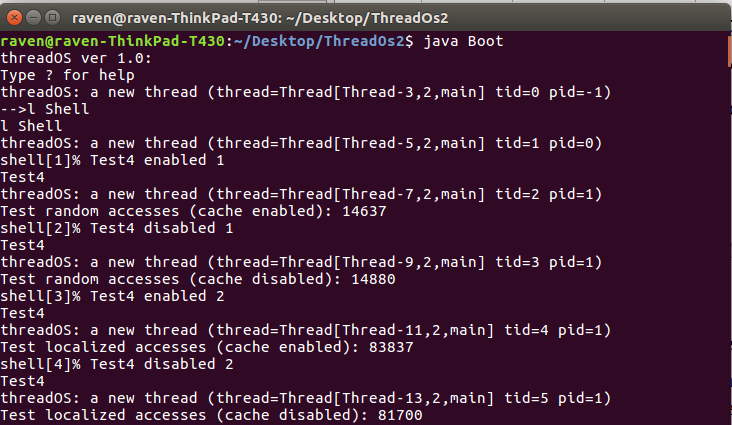 raven@raven-ThinkPad-T430: ~/Desktop/ThreadOs2
raven@raven-ThinkPad-T430:~/Desktop/ThreadOs2$ java Boot
threadOS ver 1.0:
Type ? for help
threadOS: a new thread (thread=Thread[Thread-3,2,main] tid=0 pid=-1)
-->l Shell
l Shell
threadOS: a new thread (thread=Thread[Thread-5,2,main] tid=1 pid=0)
shell[1]% Test4 enabled 1
Test4
threadOS: a new thread (thread=Thread[Thread-7,2,main] tid=2 pid=1)
Test random accesses (cache enabled): 14637
shell[2]% Test4 disabled 1
Test4
threadOS: a new thread (thread=Thread[Thread-9,2,main] tid=3 pid=1)
Test random accesses (cache disabled): 14880
shell[3]% Test4 enabled 2
Test4
threadOS: a new thread (thread=Thread[Thread-11,2,main] tid=4 pid=1)
Test localized accesses (cache enabled): 83837
shell[4]% Test4 disabled 2
Test4
threadOS: a new thread (thread=Thread[Thread-13,2,main] tid=5 pid=1)
Test localized accesses (cache disabled): 81700